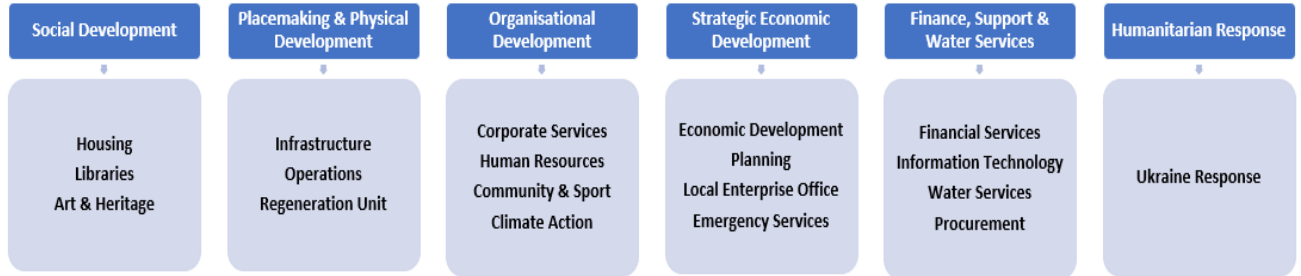 Social Development
Housing
Libraries
Art & Heritage
Placemaking & Physical
Development
Infrastructure
Operations
Regeneration Unit
Organisational
Development
Corporate Services
Human Resources
Community & Sport
Climate Action
Strategic Economic
Development
Economic Development
Planning
Local Enterprise Office
Emergency Services
Finance, Support &
Water Services
Financial Services
Information Technology
Water Services
Procurement
Humanitarian Response
Ukraine Response